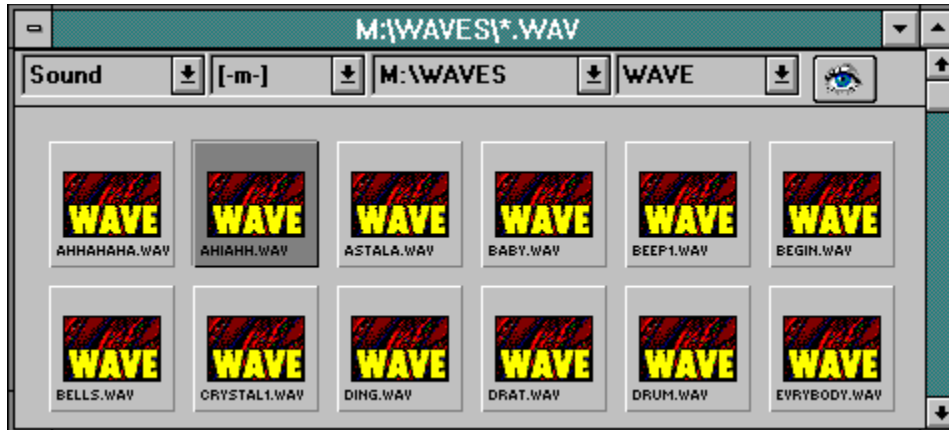 M:\WAVES\*.WAV
Sound [-m-] M:\WAVES WAVE
WAVE WAVE WAVE WAVE WAVE WAVE
AHHAHAHA.WAV AHIAHH.WAV ASTALA.WAV BABY.WAV BEEP1.WAV BEGIN.WAV
WAVE WAVE WAVE WAVE WAVE WAVE
BELLS.WAV CRYSTAL1.WAV DING.WAV DRAT.WAV DRUM.WAV EVRYBODY.WAV